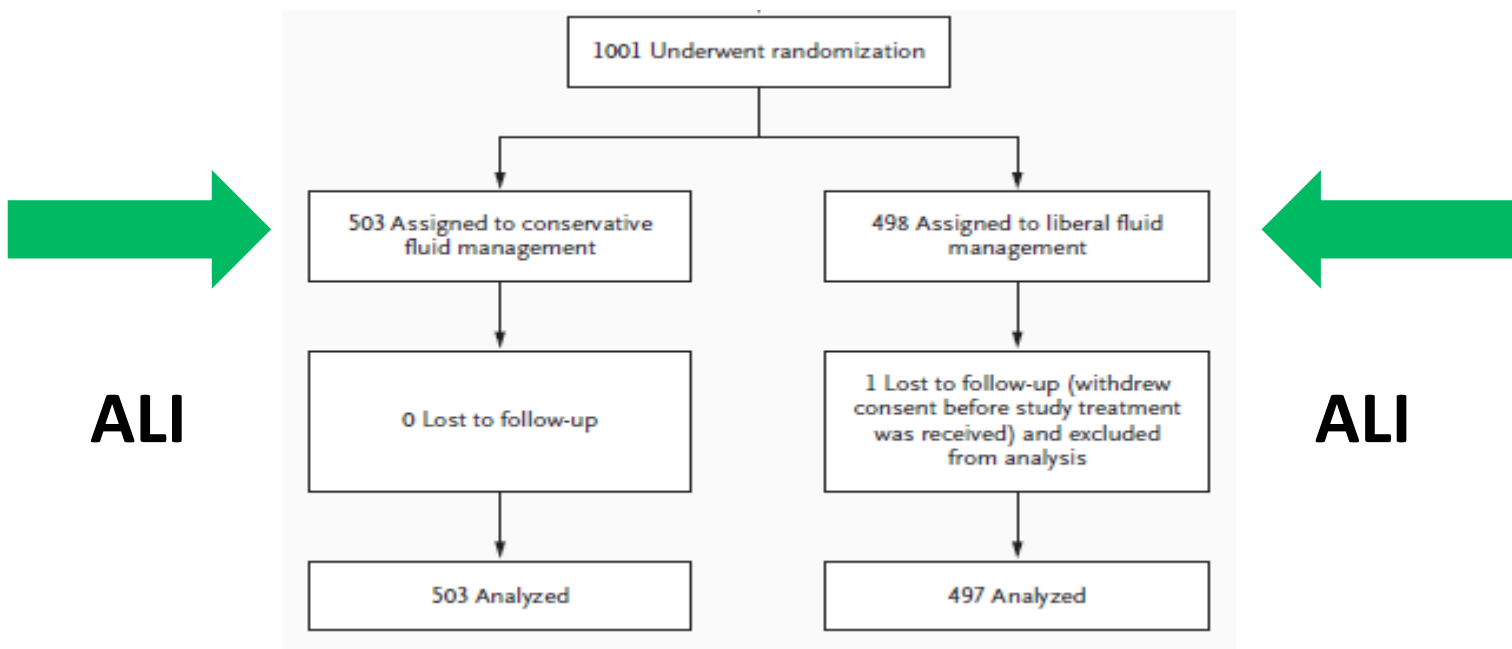 1001 Underwent randomization
503 Assigned to conservative
fluid management
498 Assigned to liberal fluid
management
ALI
0 Lost to follow-up
1 Lost to follow-up (withdrew
consent before study treatment
was received) and excluded
from analysis
ALI
503 Analyzed
497 Analyzed